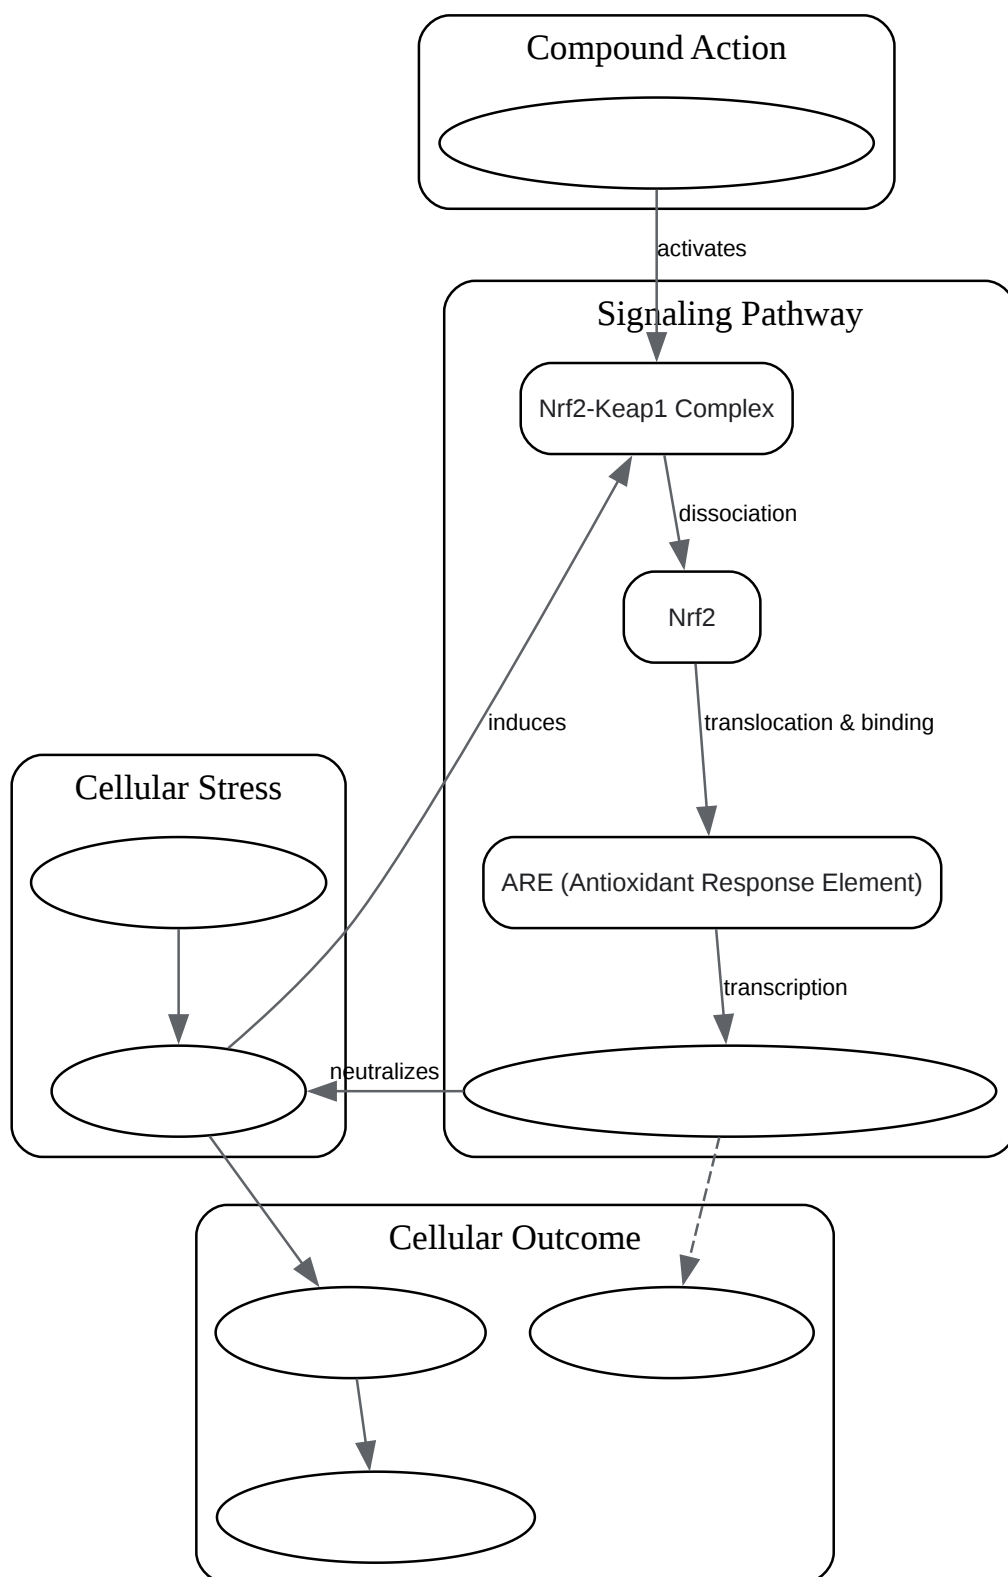 Compound Action
activates
Signaling Pathway
Nrf2-Keap1 Complex
dissociation
Nrf2
induces
translocation & binding
Cellular Stress
ARE (Antioxidant Response Element)
transcription
neutralizes
Cellular Outcome